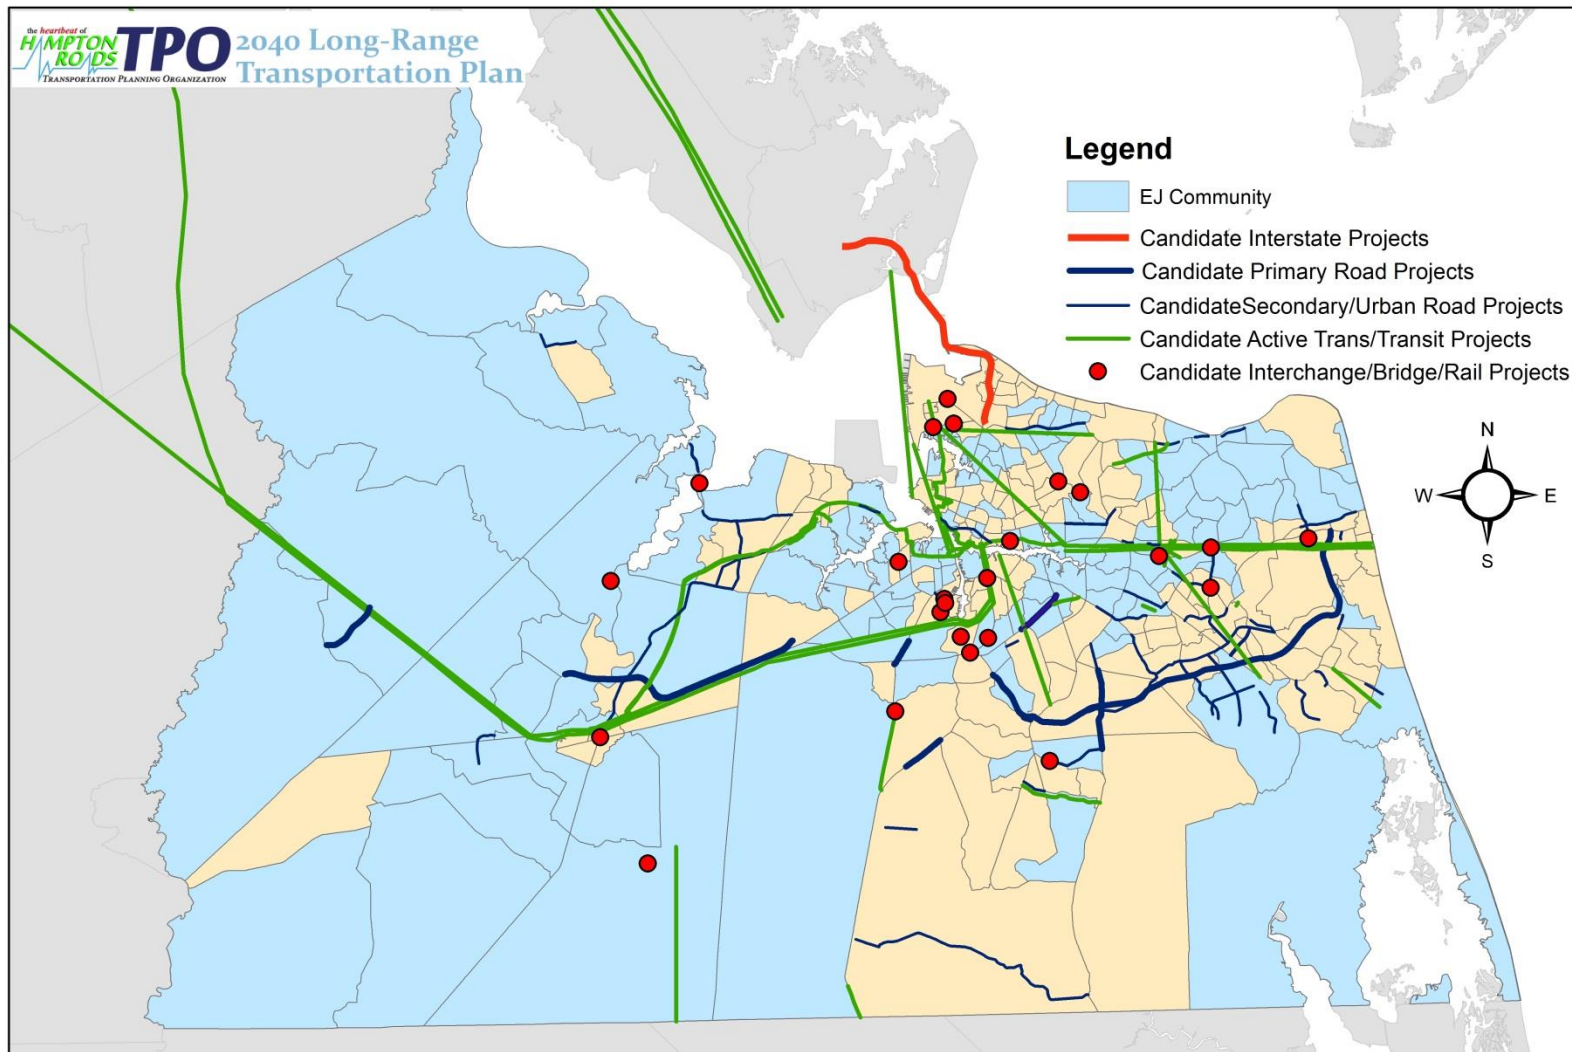 the heartbeat of
HAMPTON
ROADS
TPO
TRANSPORTATION PLANNING ORGANIZATION
2040 Long-Range
Transportation Plan
Legend
EJ Community
Candidate Interstate Projects
Candidate Primary Road Projects
CandidateSecondary/Urban Road Projects
Candidate Active Trans/Transit Projects
Candidate Interchange/Bridge/Rail Projects
N
W E
S